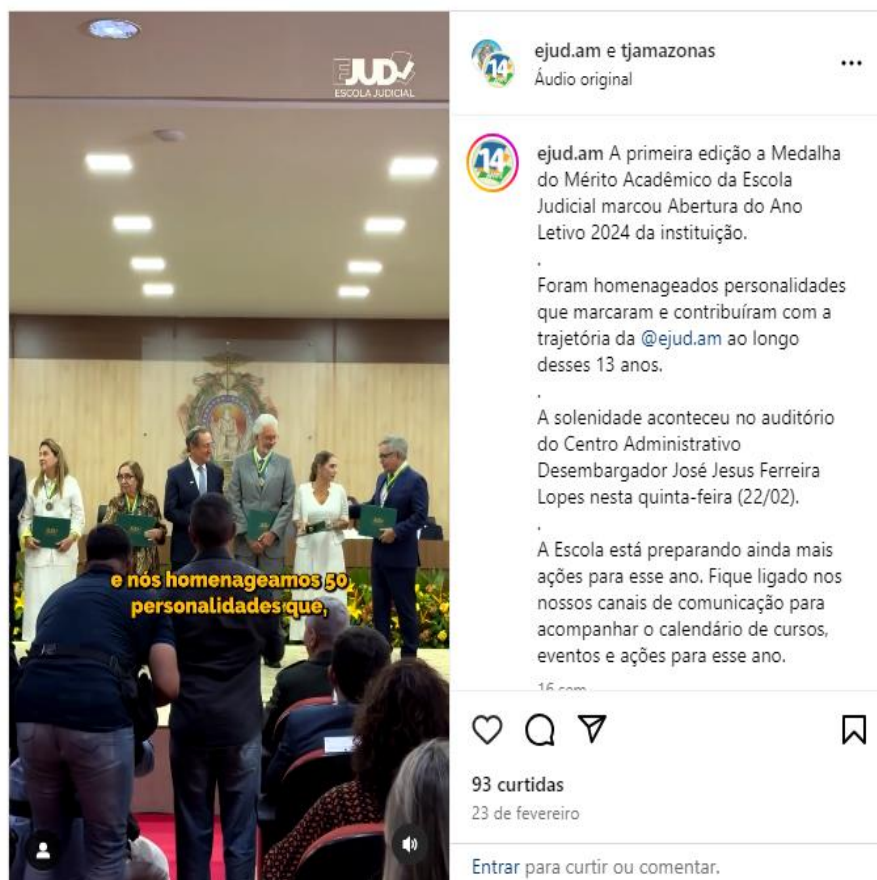 EJUD
ESCOLA JUDICIAL
e nós homenageamos 50
personalidades que,
ejud.am e tjamazonas
Áudio original
14
14
ejud.am A primeira edição a Medalha
do Mérito Acadêmico da Escola
Judicial marcou Abertura do Ano
Letivo 2024 da instituição.
.
Foram homenageados personalidades
que marcaram e contribuíram com a
trajetória da @ejud.am ao longo
desses 13 anos.
.
A solenidade aconteceu no auditório
do Centro Administrativo
Desembargador José Jesus Ferreira
Lopes nesta quinta-feira (22/02).
.
A Escola está preparando ainda mais
ações para esse ano. Fique ligado nos
nossos canais de comunicação para
acompanhar o calendário de cursos,
eventos e ações para esse ano.
16 sem
93 curtidas
23 de fevereiro
Entrar para curtir ou comentar.